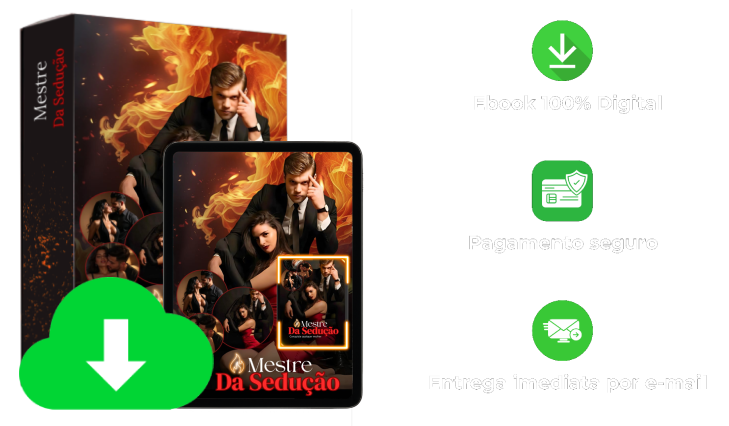 Mestre
Da Sedução
Mestre
Da Sedução
Mestre
Da Sedução
Ebook 100% Digital
Pagamento seguro
Entrega imediata por e-mail